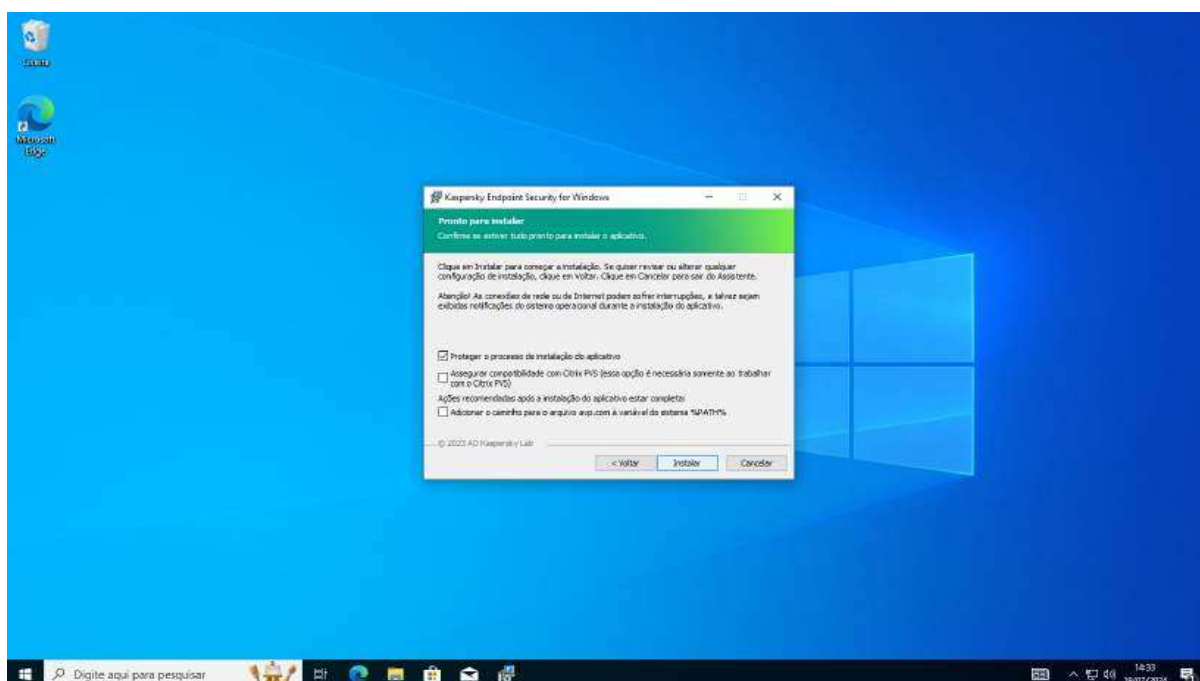 Lixeira
Microsoft
Edge
Kaspersky Endpoint Security for Windows
Pronto para instalar
Confirme se estiver tudo pronto para instalar o aplicativo.
Clique em Instalar para começar a instalação. Se quiser revisar ou alterar qualquer
configuração de instalação, clique em Voltar. Clique em Cancelar para sair do Assistente.
Atenção! As conexões de rede ou de Internet podem sofrer interrupções, e talvez sejam
exibidas notificações do sistema operacional durante a instalação do aplicativo.
Proteger o processo de instalação do aplicativo
Assegurar compatibilidade com Citrix PVS (essa opção é necessária somente ao trabalhar
com o Citrix PVS)
Ações recomendadas após a instalação do aplicativo estar completa:
Adicionar o caminho para o arquivo avp.com à variável do sistema %PATH%
© 2023 AO Kaspersky Lab
< Voltar
Instalar
Cancelar
Digite aqui para pesquisar
14:33